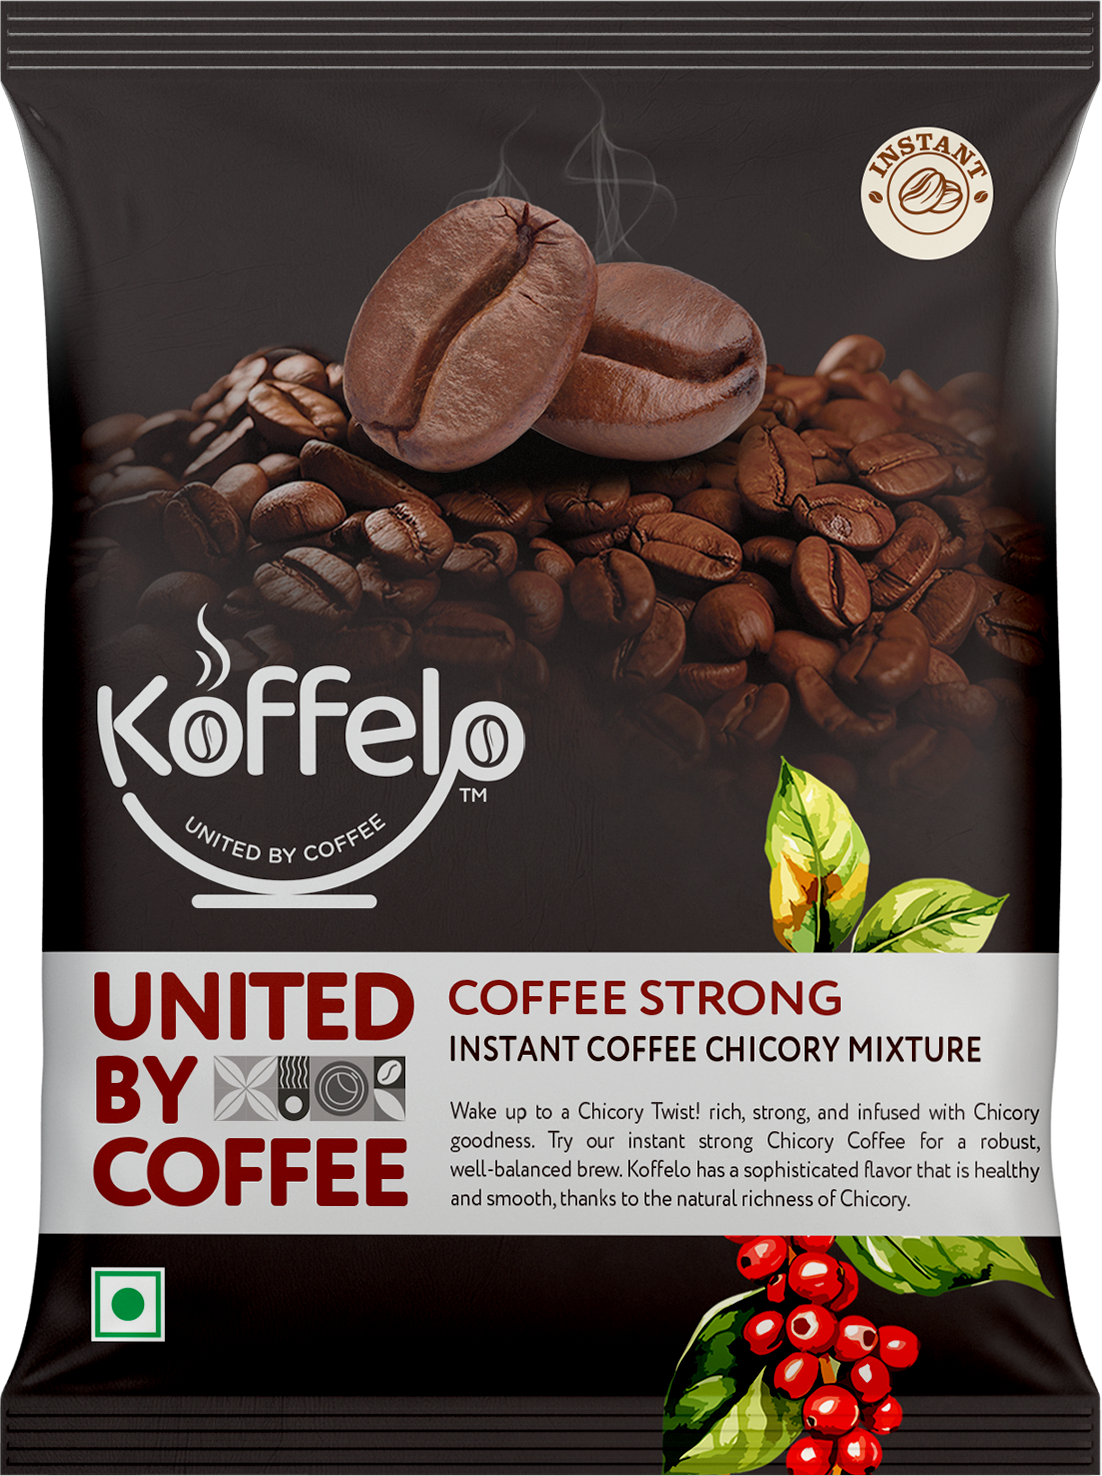 INSTANT
Koffelo
TM
UNITED BY COFFEE
UNITED
BY
COFFEE
COFFEE STRONG
INSTANT COFFEE CHICORY MIXTURE
Wake up to a Chicory Twist! rich, strong, and infused with Chicory
goodness. Try our instant strong Chicory Coffee for a robust,
well-balanced brew. Koffelo has a sophisticated flavor that is healthy
and smooth, thanks to the natural richness of Chicory.